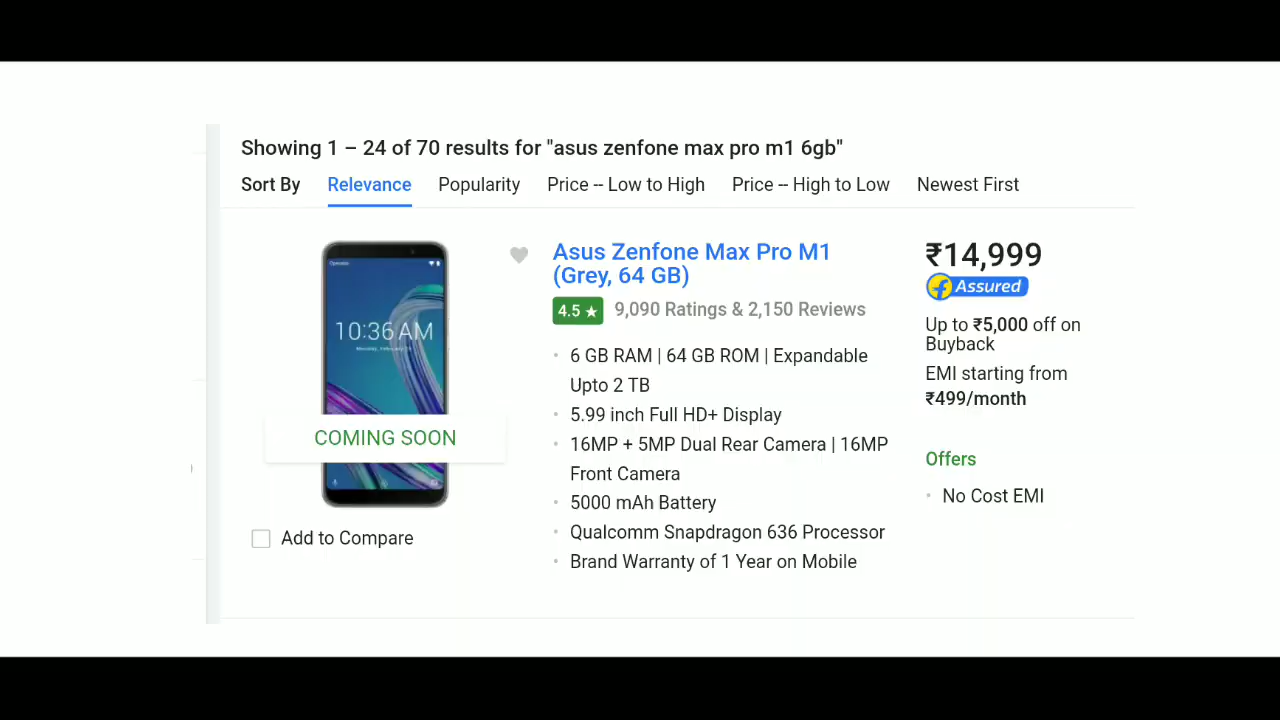 Showing 1 – 24 of 70 results for "asus zenfone max pro m1 6gb"
Sort By Relevance Popularity Price -- Low to High Price -- High to Low Newest First
10:36 AM
COMING SOON
Add to Compare
Asus Zenfone Max Pro M1
(Grey, 64 GB)
4.5 ★ 9,090 Ratings & 2,150 Reviews
6 GB RAM | 64 GB ROM | Expandable
Upto 2 TB
5.99 inch Full HD+ Display
16MP + 5MP Dual Rear Camera | 16MP
Front Camera
5000 mAh Battery
Qualcomm Snapdragon 636 Processor
Brand Warranty of 1 Year on Mobile
₹14,999
f Assured
Up to ₹5,000 off on
Buyback
EMI starting from
₹499/month
Offers
No Cost EMI